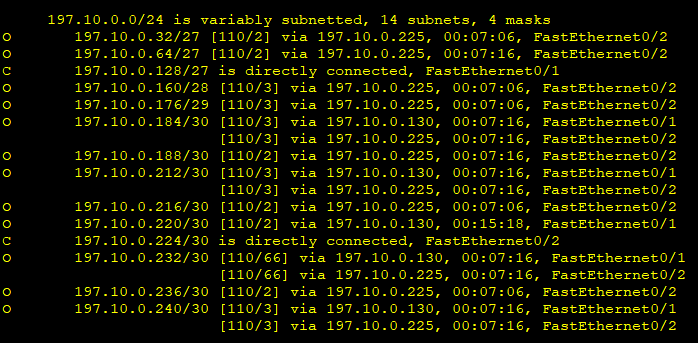 197.10.0.0/24 is variably subnetted, 14 subnets, 4 masks
O 197.10.0.32/27 [110/2] via 197.10.0.225, 00:07:06, FastEthernet0/2
O 197.10.0.64/27 [110/2] via 197.10.0.225, 00:07:16, FastEthernet0/2
C 197.10.0.128/27 is directly connected, FastEthernet0/1
O 197.10.0.160/28 [110/3] via 197.10.0.225, 00:07:06, FastEthernet0/2
O 197.10.0.176/29 [110/3] via 197.10.0.225, 00:07:06, FastEthernet0/2
O 197.10.0.184/30 [110/3] via 197.10.0.130, 00:07:16, FastEthernet0/1
[110/3] via 197.10.0.225, 00:07:16, FastEthernet0/2
O 197.10.0.188/30 [110/2] via 197.10.0.225, 00:07:16, FastEthernet0/2
O 197.10.0.212/30 [110/3] via 197.10.0.130, 00:07:16, FastEthernet0/1
[110/3] via 197.10.0.225, 00:07:16, FastEthernet0/2
O 197.10.0.216/30 [110/2] via 197.10.0.225, 00:07:06, FastEthernet0/2
O 197.10.0.220/30 [110/2] via 197.10.0.130, 00:15:18, FastEthernet0/1
C 197.10.0.224/30 is directly connected, FastEthernet0/2
O 197.10.0.232/30 [110/66] via 197.10.0.130, 00:07:16, FastEthernet0/1
[110/66] via 197.10.0.225, 00:07:16, FastEthernet0/2
O 197.10.0.236/30 [110/2] via 197.10.0.225, 00:07:06, FastEthernet0/2
O 197.10.0.240/30 [110/3] via 197.10.0.130, 00:07:16, FastEthernet0/1
[110/3] via 197.10.0.225, 00:07:16, FastEthernet0/2